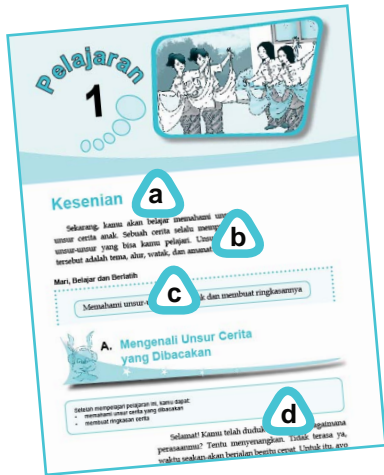 Pelajaran
1
Kesenian a
Sekarang, kamu akan belajar memahami
unsur cerita anak. Sebuah cerita selalu
unsur-unsur yang bisa kamu pelajari. b
tersebut adalah tema, alur, watak, dan
Mari, Belajar dan Berlatih
c
Memahami dan membuat ringkasannya
A. Mengenali Unsur Cerita
yang Dibacakan
Setelah mempelajari pelajaran ini, kamu dapat:
• memahami unsur cerita yang dibacakan
• membuat ringkasan cerita
d
Selamat! Kamu telah duduk
perasaanmu? Tentu menyenangkan. Tidak terasa ya,
waktu seakan-akan berjalan begitu cepat. Untuk itu, ayo